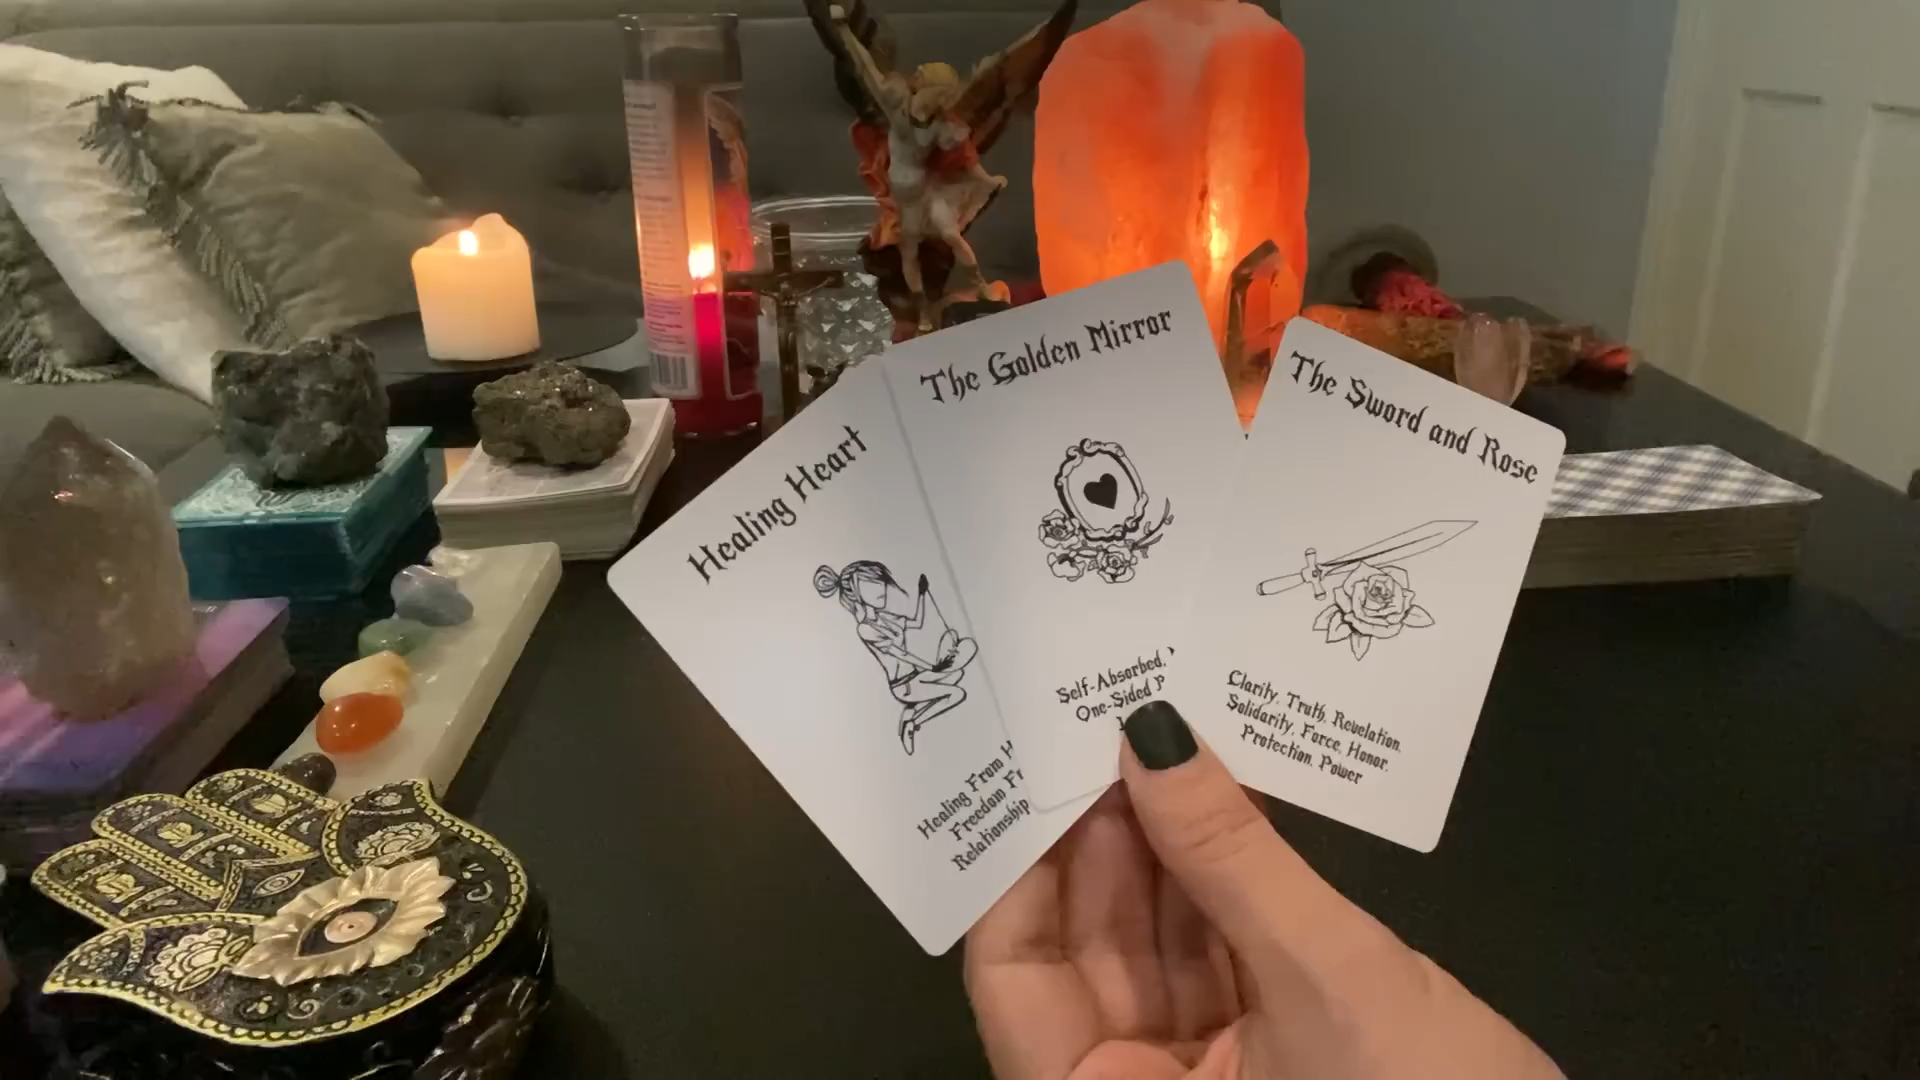 Healing Heart
Healing From
Freedom
Relationship
The Golden Mirror
Self-Absorbed,
One-Sided
The Sword and Rose
Clarity, Truth, Revelation,
Solidarity, Force, Honor,
Protection, Power